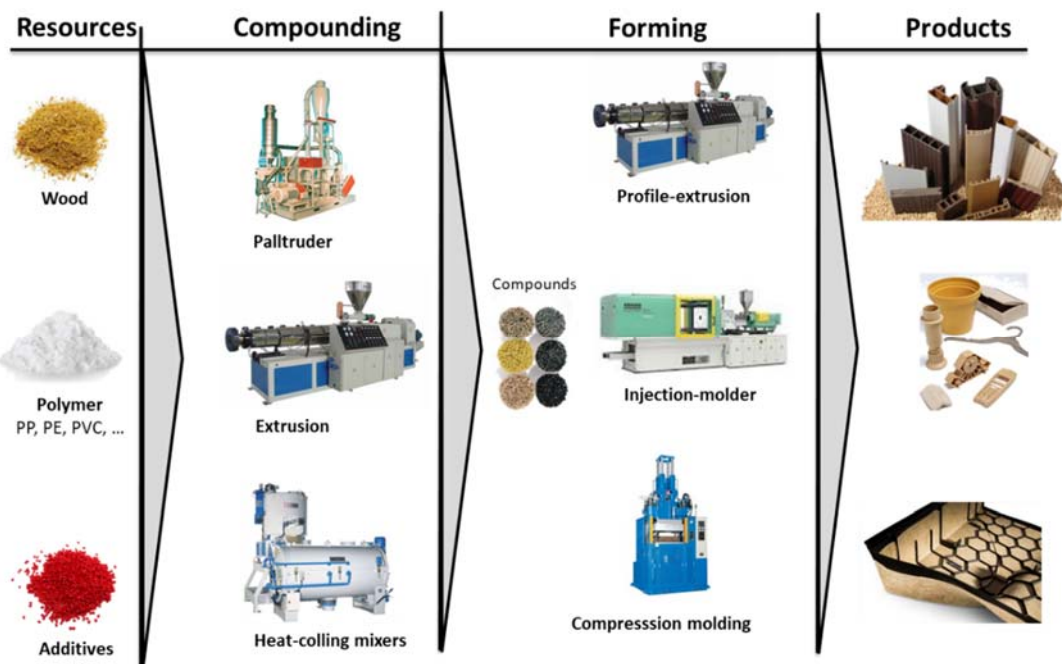 Resources
Compounding
Forming
Products
Wood
Palltruder
Profile-extrusion
Compounds
Polymer
PP, PE, PVC, ...
Extrusion
Injection-molder
Additives
Heat-colling mixers
Compresssion molding